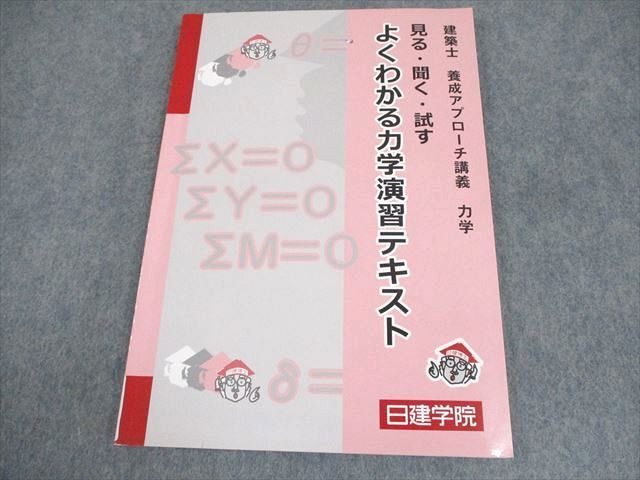 建築士 養成アプローチ講義 力学
見る・聞く・試す
よくわかる力学演習テキスト
θ=
ΣX=0
ΣY=0
ΣM=0
δ=
日建学院